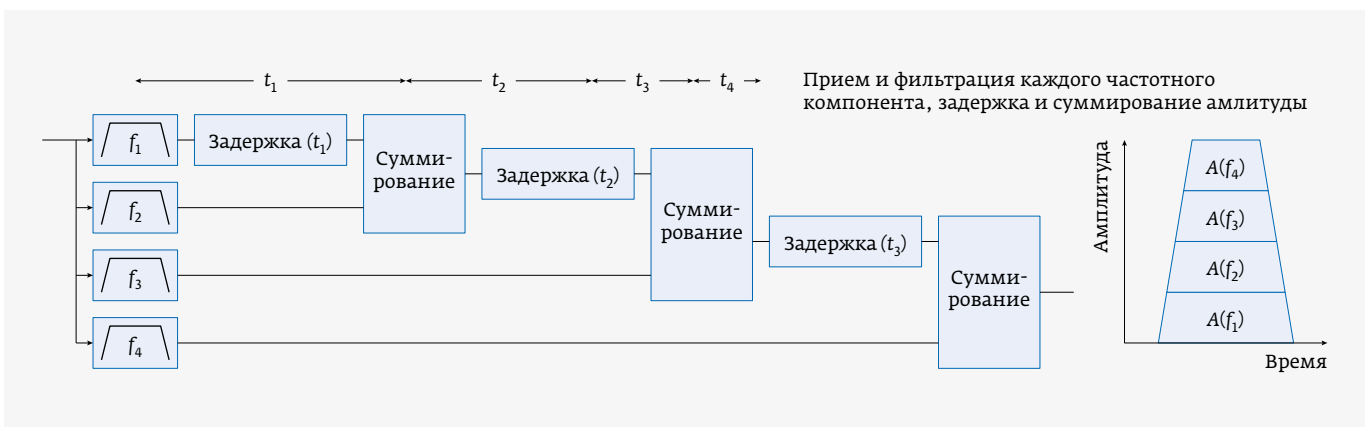 t₁
t₂
t₃
t₄
Прием и фильтрация каждого частотного
компонента, задержка и суммирование амлитуды
f₁
Задержка (t₁)
Сумми-
рование
f₂
Задержка (t₂)
Сумми-
рование
f₃
Задержка (t₃)
Сумми-
рование
f₄
Амплитуда
A(f₄)
A(f₃)
A(f₂)
A(f₁)
Время